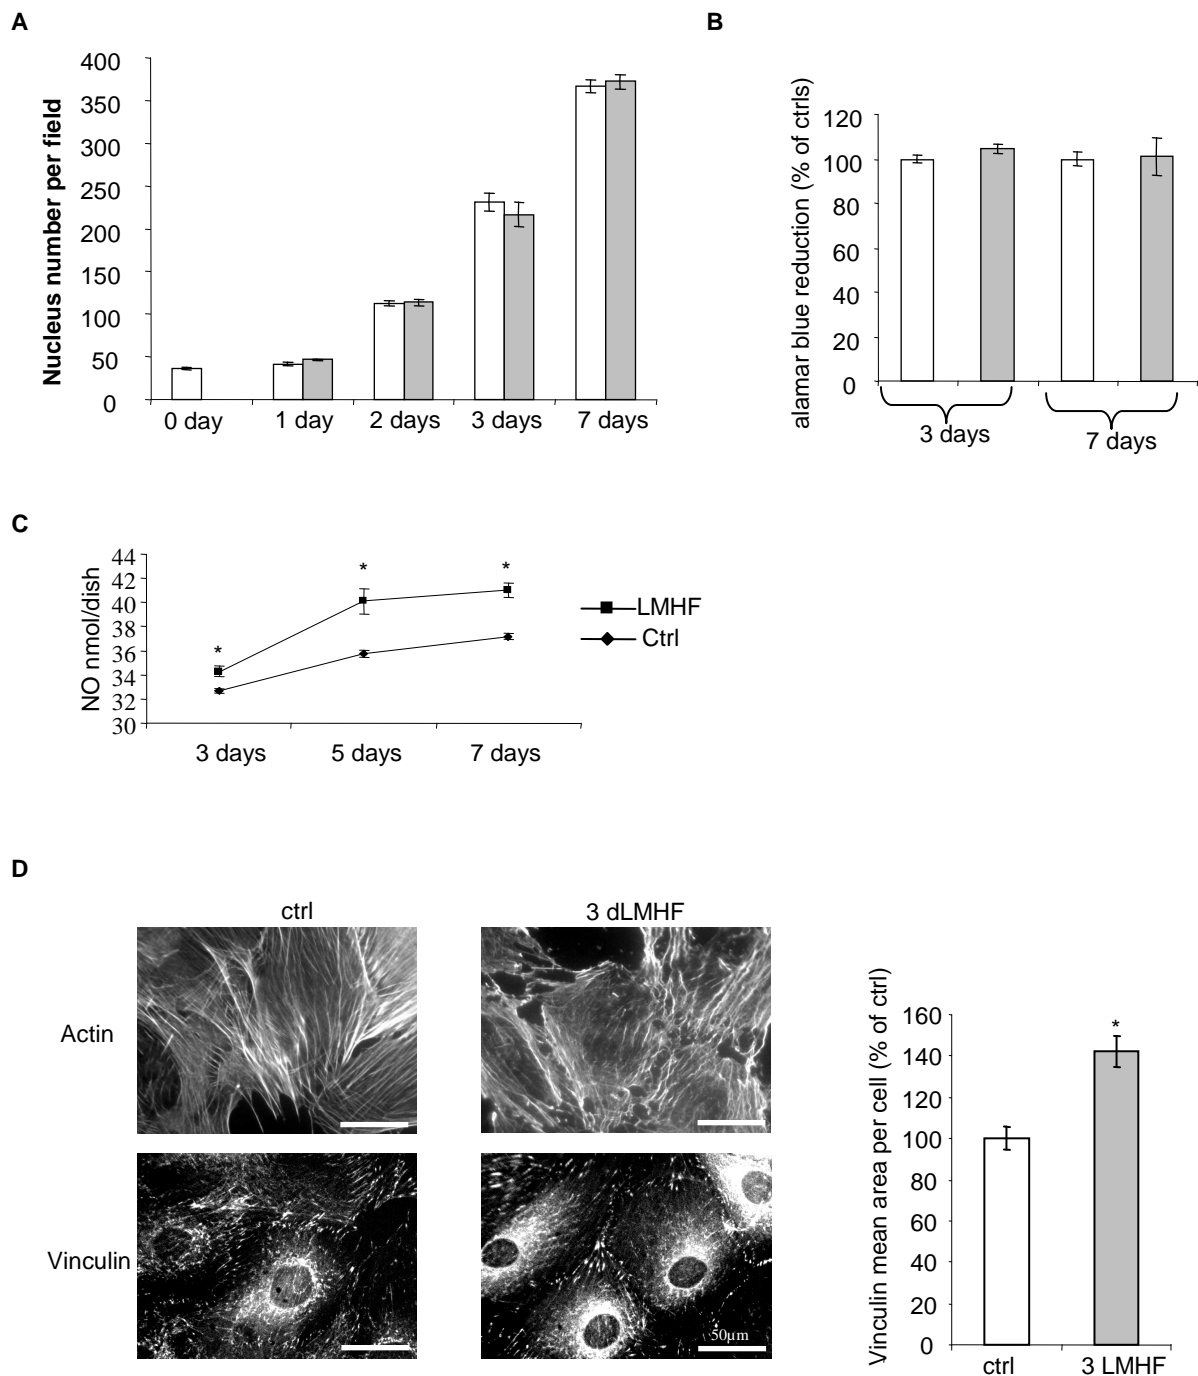 A
Nucleus number per field
400
350
300
250
200
150
100
50
0
0 day 1 day 2 days 3 days 7 days
B
alamar blue reduction (% of ctrls)
120
100
80
60
40
20
0
3 days 7 days
C
NO nmol/dish
44
42
40
38
36
34
32
30
* * *
LMHF
Ctrl
3 days 5 days 7 days
D
ctrl 3 dLMHF
Actin
Vinculin
50µm
Vinculin mean area per cell (% of ctrl)
160
140
120
100
80
60
40
20
0
*
ctrl 3 LMHF